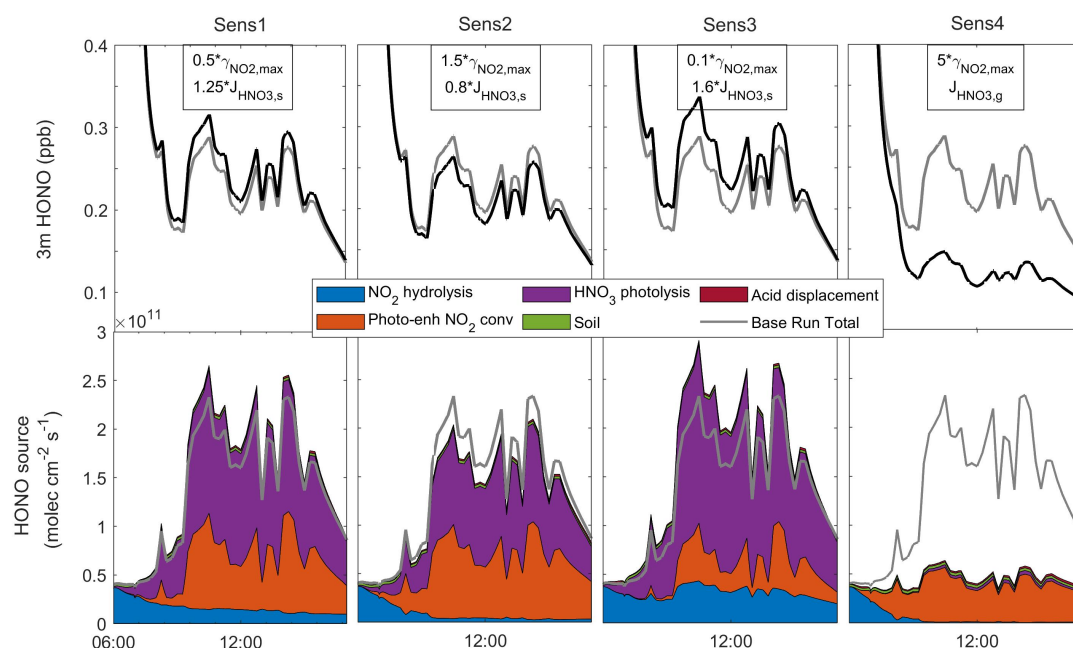 Sens1 Sens2 Sens3 Sens4
0.4
0.3
0.2
0.1
3m HONO (ppb)
0.5*γNO2,max
1.25*JHNO3,s
1.5*γNO2,max
0.8*JHNO3,s
0.1*γNO2,max
1.6*JHNO3,s
5*γNO2,max
JHNO3,g
NO2 hydrolysis
HNO3 photolysis
Acid displacement
Photo-enh NO2 conv
Soil
Base Run Total
×10^11
3
2.5
2
1.5
1
0.5
0
HONO source
(molec cm-2 s-1)
06:00 12:00 12:00 12:00 12:00